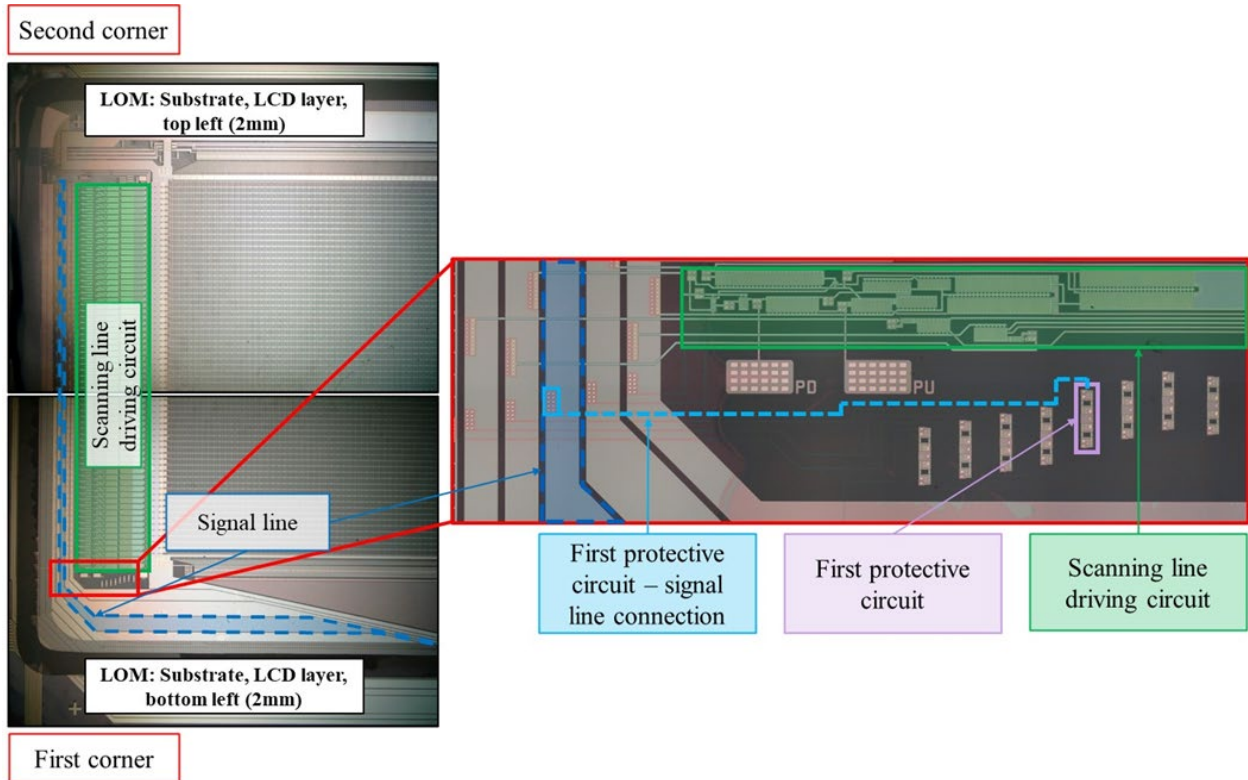 Second corner
LOM: Substrate, LCD layer,
top left (2mm)
Scanning line
driving circuit
Signal line
PD
PU
First protective
circuit – signal
line connection
First protective
circuit
Scanning line
driving circuit
LOM: Substrate, LCD layer,
bottom left (2mm)
First corner